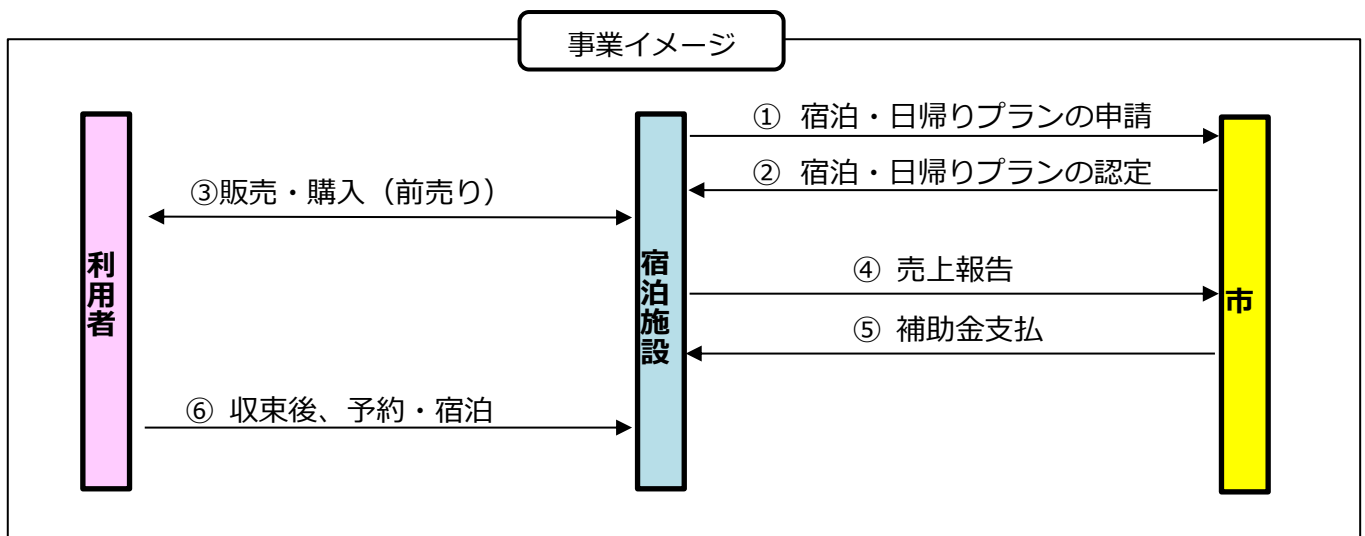 事業イメージ
① 宿泊・日帰りプランの申請
② 宿泊・日帰りプランの認定
③販売・購入（前売り）
利用者
宿泊施設
市
④ 売上報告
⑤ 補助金支払
⑥ 収束後、予約・宿泊